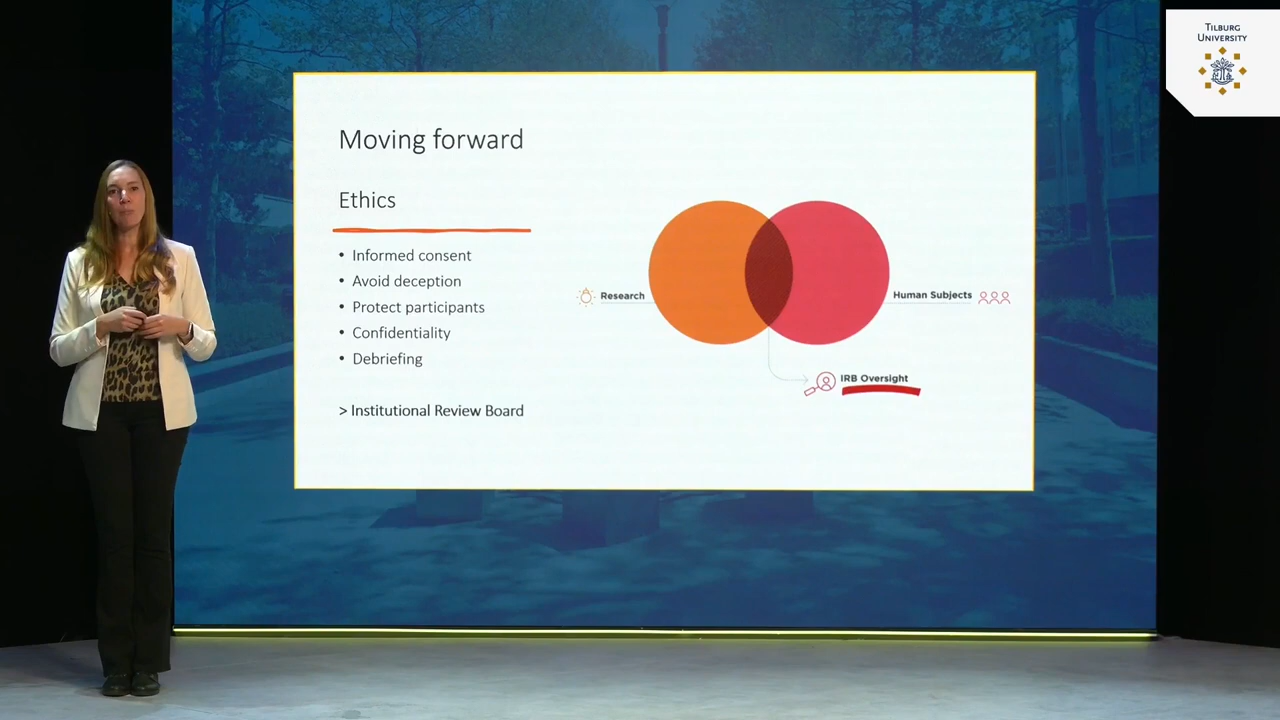 TILBURG
UNIVERSITY
Moving forward
Ethics
• Informed consent
• Avoid deception
• Protect participants
• Confidentiality
• Debriefing
> Institutional Review Board
Research
Human Subjects
IRB Oversight